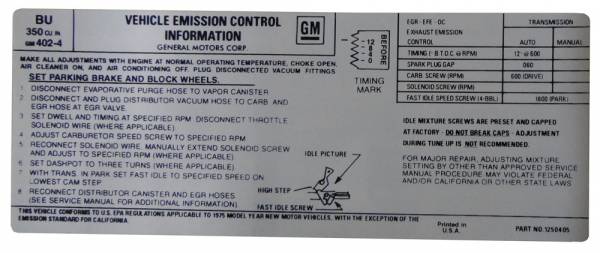 BU
350 CU. IN.
GM 402-4
VEHICLE EMISSION CONTROL
INFORMATION
GENERAL MOTORS CORP.
GM
MAKE ALL ADJUSTMENTS WITH ENGINE AT NORMAL OPERATING TEMPERATURE, CHOKE OPEN,
AIR CLEANER ON, AND AIR CONDITIONING OFF. PLUG DISCONNECTED VACUUM FITTINGS
SET PARKING BRAKE AND BLOCK WHEELS.
1 DISCONNECT EVAPORATIVE PURGE HOSE TO VAPOR CANISTER
2 DISCONNECT AND PLUG DISTRIBUTOR VACUUM HOSE TO CARB AND
EGR HOSE AT EGR VALVE.
3 SET DWELL AND TIMING AT SPECIFIED RPM. DISCONNECT THROTTLE
SOLENOID WIRE (WHERE APPLICABLE)
4 ADJUST CARBURETOR SPEED SCREW TO SPECIFIED RPM
5 RECONNECT SOLENOID WIRE. MANUALLY EXTEND SOLENOID SCREW
AND ADJUST TO SPECIFIED RPM (WHERE APPLICABLE)
6 SET DASHPOT TO THREE TURNS (WHERE APPLICABLE)
7 WITH TRANS. IN PARK SET FAST IDLE TO SPECIFIED SPEED ON
LOWEST CAM STEP
8 RECONNECT DISTRIBUTOR CANISTER AND EGR HOSES
(SEE SERVICE MANUAL FOR ADDITIONAL INFORMATION)
IDLE PICTURE
HIGH STEP
FAST IDLE SCREW
12
8
4
0
BEFORE
TIMING
MARK
EGR - EFE - OC
EXHAUST EMISSION
CONTROL
TRANSMISSION
AUTO MANUAL
TIMING (° B.T.D.C. @ RPM) 12° @ 600
SPARK PLUG GAP .060
CARB SCREW (RPM) 600 (DRIVE)
SOLENOID SCREW (RPM)
FAST IDLE SPEED SCREW (4-BBL) 1600 (PARK)
IDLE MIXTURE SCREWS ARE PRESET AND CAPPED
AT FACTORY - DO NOT BREAK CAPS - ADJUSTMENT
DURING TUNE UP IS NOT RECOMMENDED.
FOR MAJOR REPAIR, ADJUSTING MIXTURE
SETTING BY OTHER THAN APPROVED SERVICE
MANUAL PROCEDURE MAY VIOLATE FEDERAL
AND/OR CALIFORNIA OR OTHER STATE LAWS
THIS VEHICLE CONFORMS TO U.S. EPA REGULATIONS APPLICABLE TO 1975 MODEL YEAR NEW MOTOR VEHICLES, WITH THE EXCEPTION OF THE
EMISSION STANDARD FOR CALIFORNIA.
Printed in
U.S.A.
PART NO. 1250405